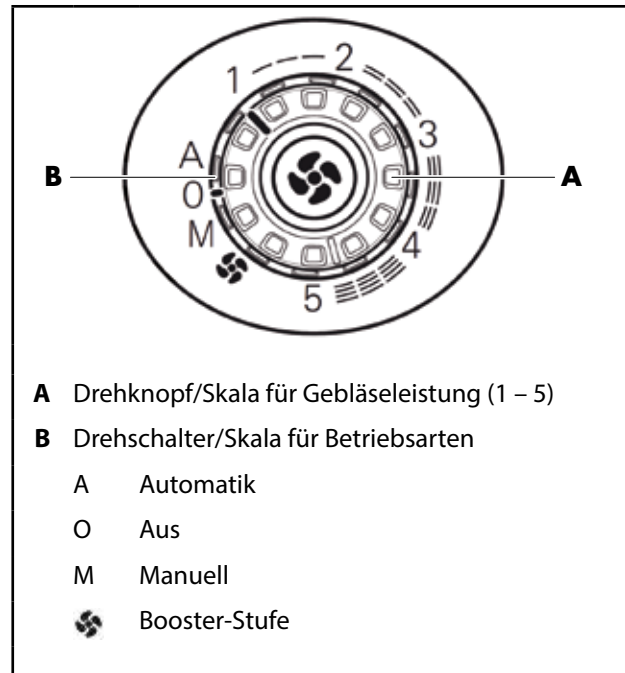 1
2
3
4
5
A
0
M
B
A
A Drehknopf/Skala für Gebläseleistung (1 – 5)
B Drehschalter/Skala für Betriebsarten
A Automatik
O Aus
M Manuell
Booster-Stufe